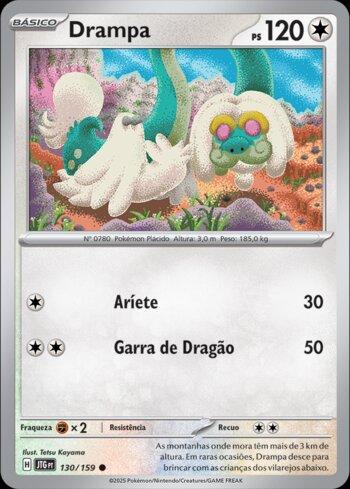 BÁSICO
Drampa
PS 120
Nº 0780 Pokémon Plácido Altura: 3,0 m Peso: 185,0 kg
Aríete 30
Garra de Dragão 50
Fraqueza × 2 Resistência Recuo
Ilust. Tetsu Kayama
H JTG PT 130/159
As montanhas onde morm têm mais de 3 km de
altura. Em raras ocasiões, Drampa desce para
brincar com as crianças dos vilarejos abaixo.
©2025 Pokémon/Nintendo/Creatures/GAME FREAK